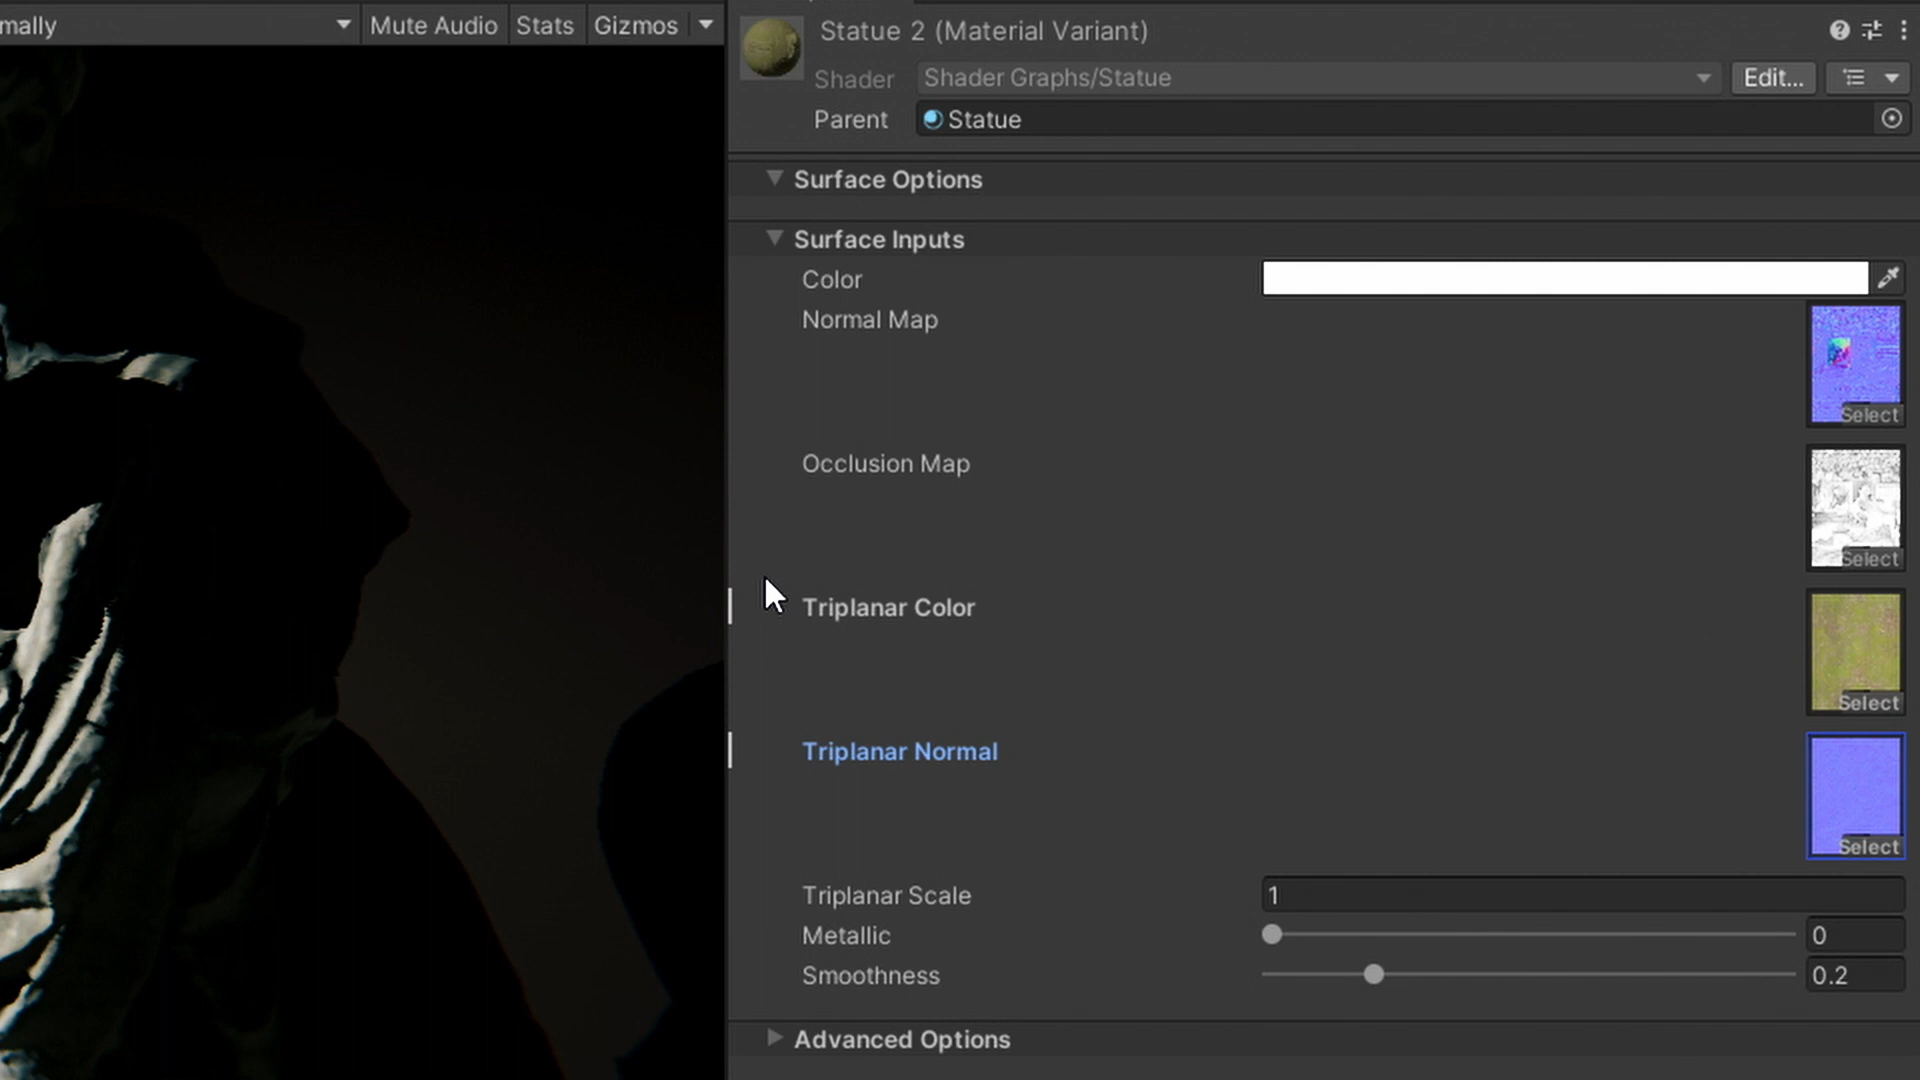 mally
Mute Audio
Stats
Gizmos
Statue 2 (Material Variant)
Shader
Shader Graphs/Statue
Edit...
Parent
Statue
Surface Options
Surface Inputs
Color
Normal Map
Select
Occlusion Map
Select
Triplanar Color
Select
Triplanar Normal
Select
Triplanar Scale
1
Metallic
0
Smoothness
0.2
Advanced Options